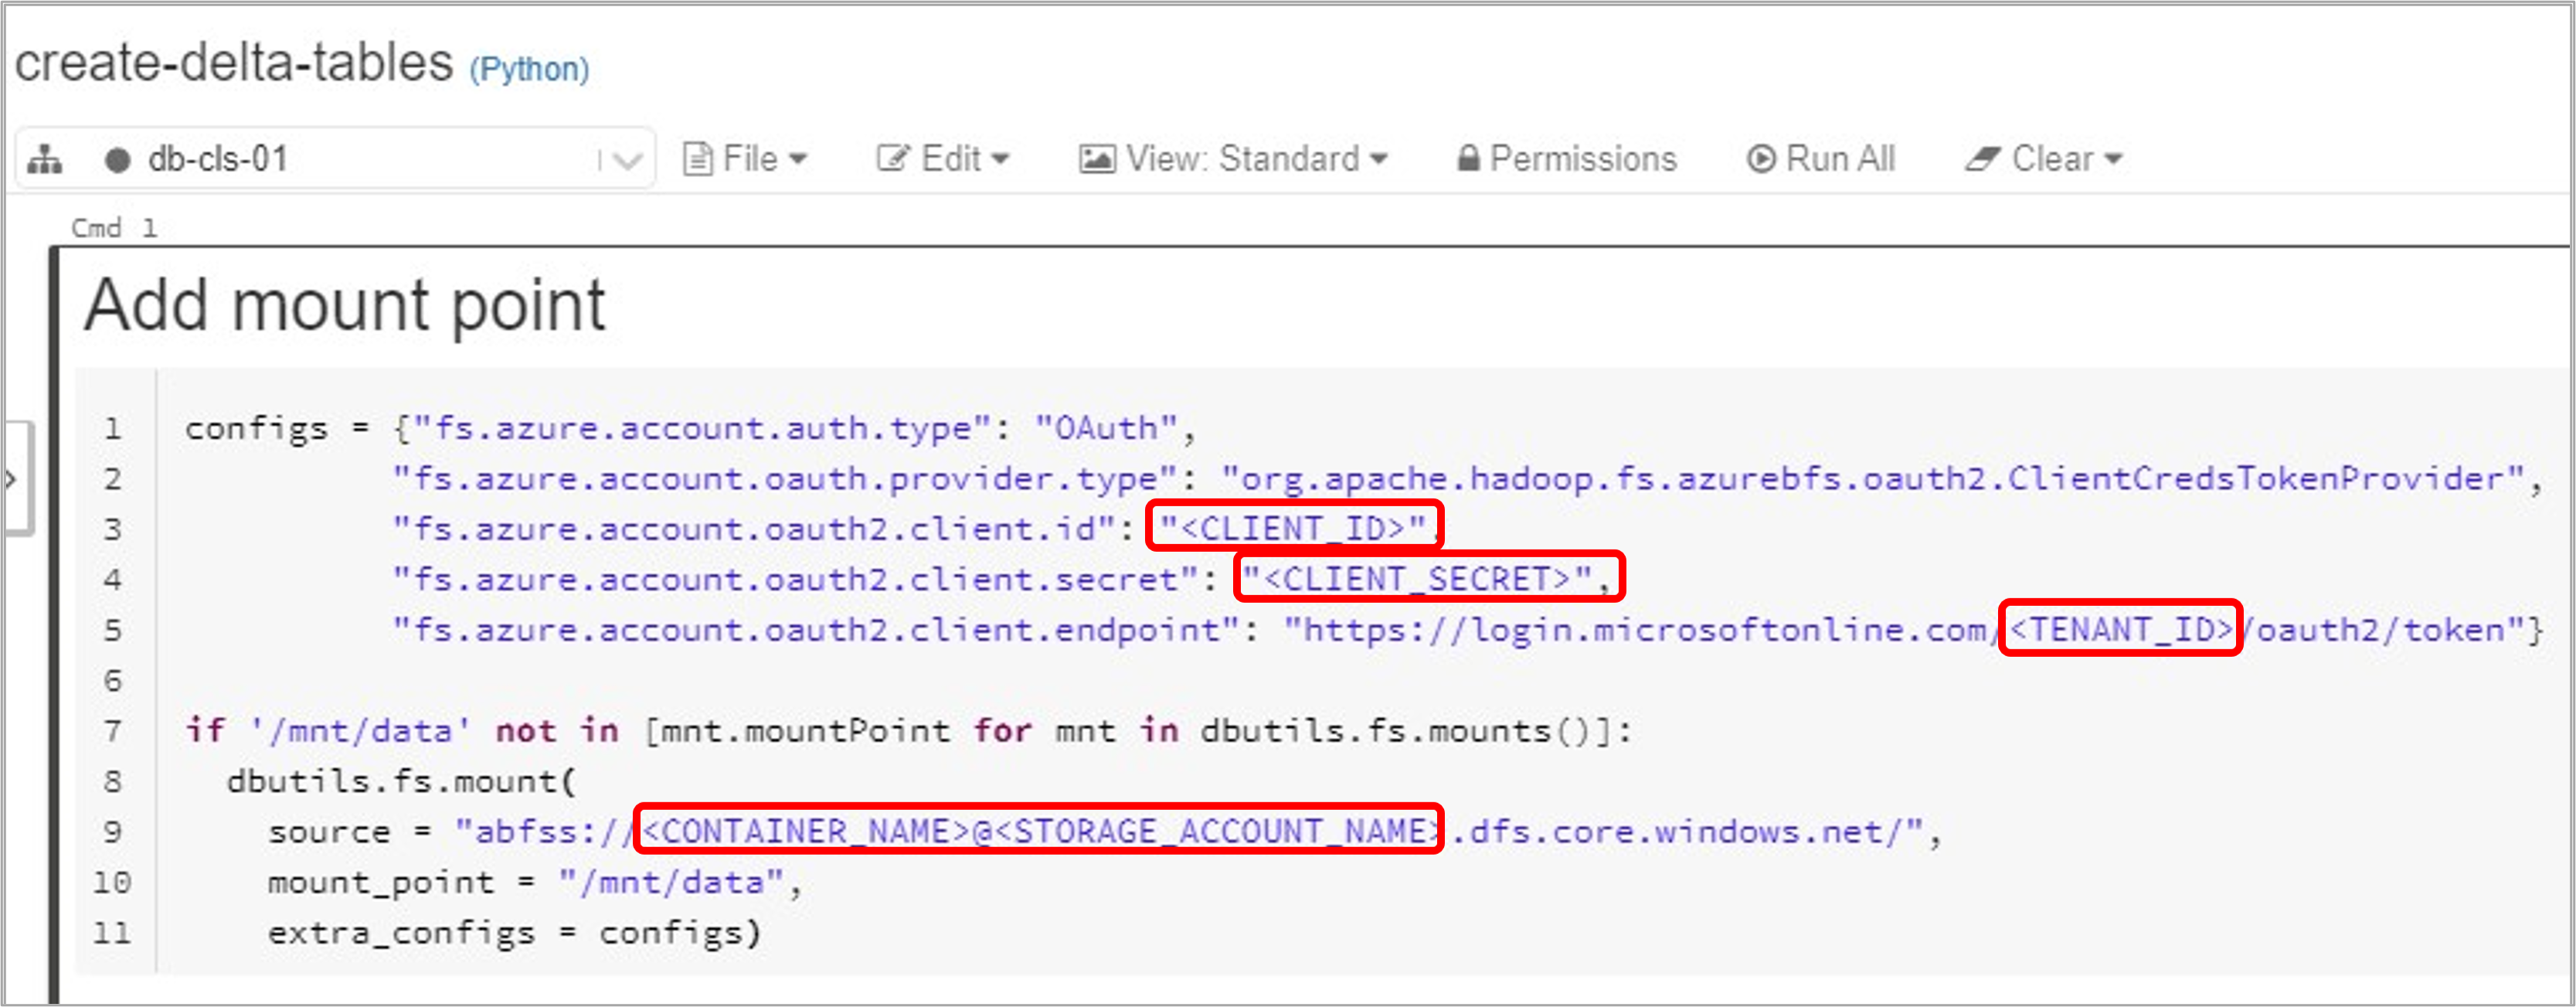 create-delta-tables (Python)
db-cls-01 File Edit View: Standard Permissions Run All Clear
Cmd 1
Add mount point
1 configs = {"fs.azure.account.auth.type": "OAuth",
2 "fs.azure.account.oauth.provider.type": "org.apache.hadoop.fs.azurebfs.oauth2.ClientCredsTokenProvider",
3 "fs.azure.account.oauth2.client.id": "<CLIENT_ID>",
4 "fs.azure.account.oauth2.client.secret": "<CLIENT_SECRET>",
5 "fs.azure.account.oauth2.client.endpoint": "https://login.microsoftonline.com/<TENANT_ID>/oauth2/token"}
6
7 if '/mnt/data' not in [mnt.mountPoint for mnt in dbutils.fs.mounts()]:
8 dbutils.fs.mount(
9 source = "abfss://<CONTAINER_NAME>@<STORAGE_ACCOUNT_NAME>.dfs.core.windows.net/",
10 mount_point = "/mnt/data",
11 extra_configs = configs)